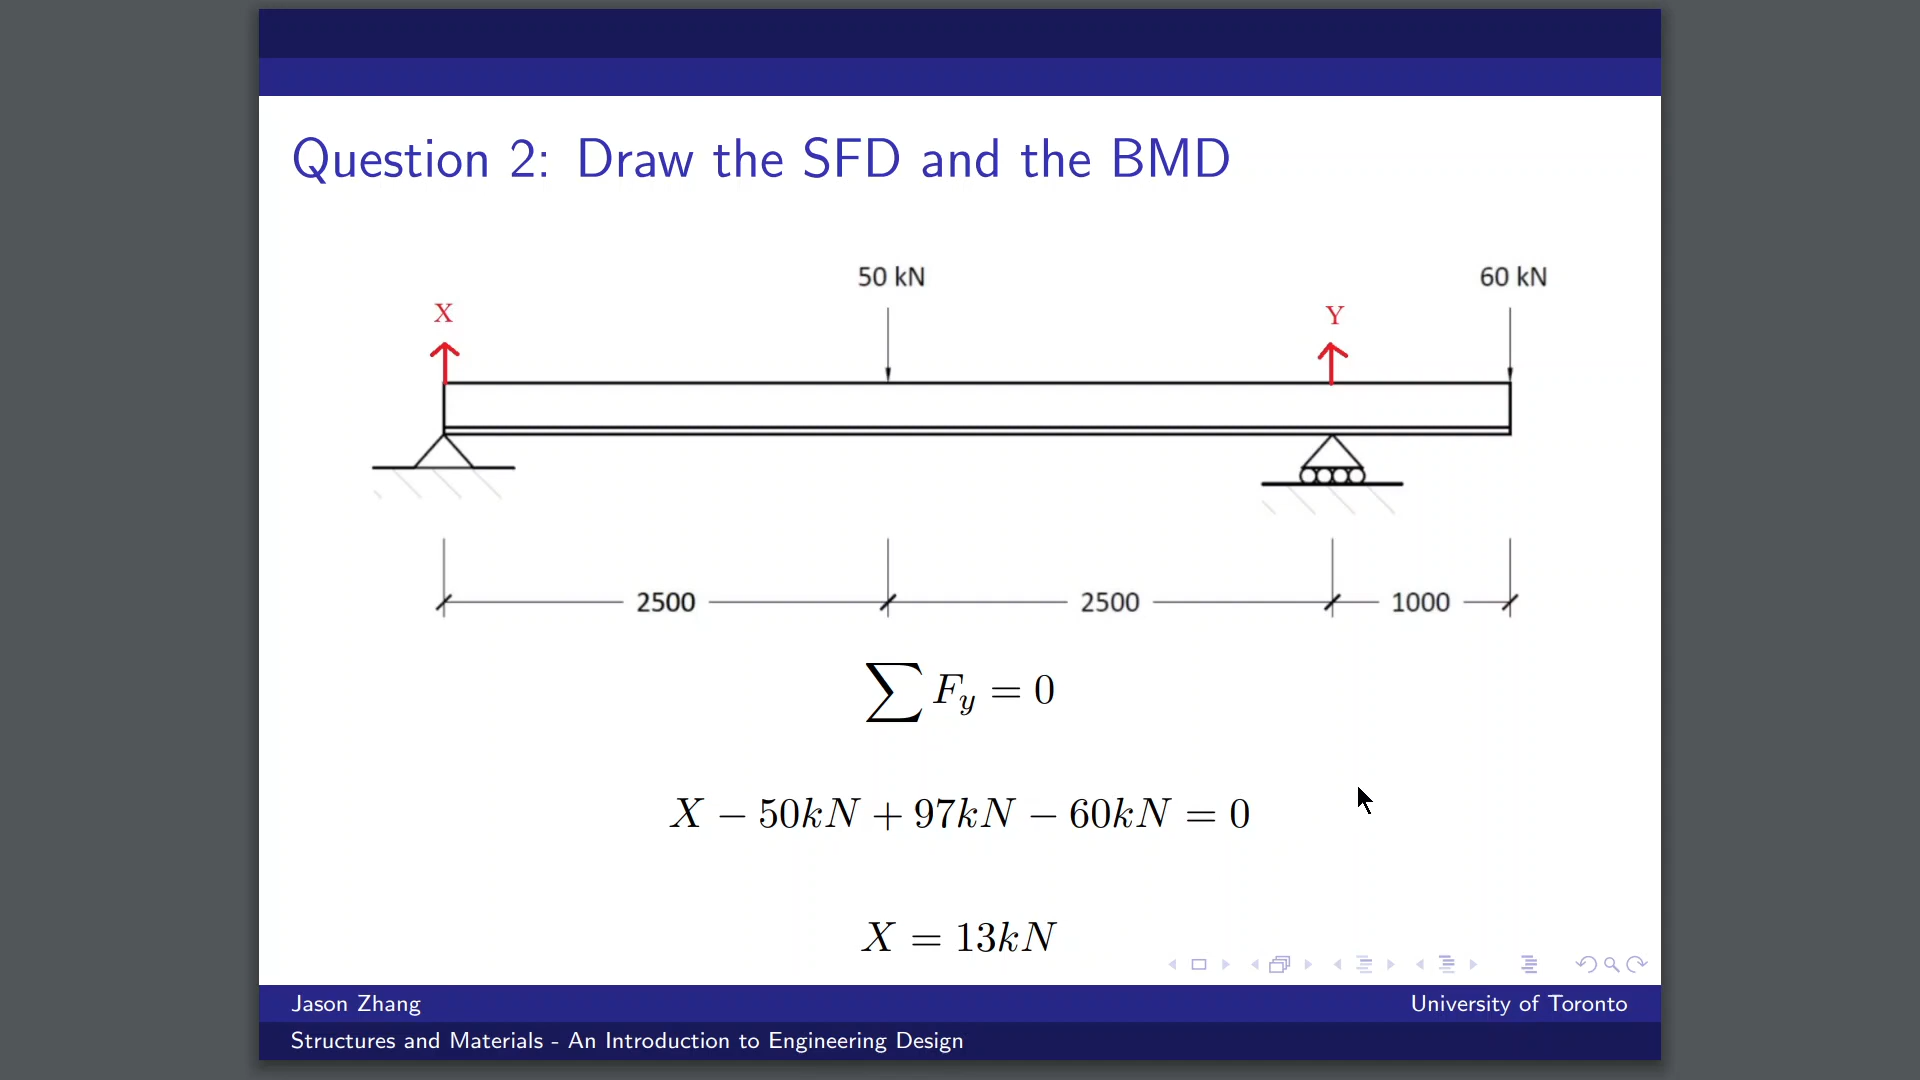 Question 2: Draw the SFD and the BMD
50 kN
60 kN
X
Y
2500
2500
1000
∑ F_y = 0
X − 50kN + 97kN − 60kN = 0
X = 13kN
Jason Zhang
University of Toronto
Structures and Materials - An Introduction to Engineering Design